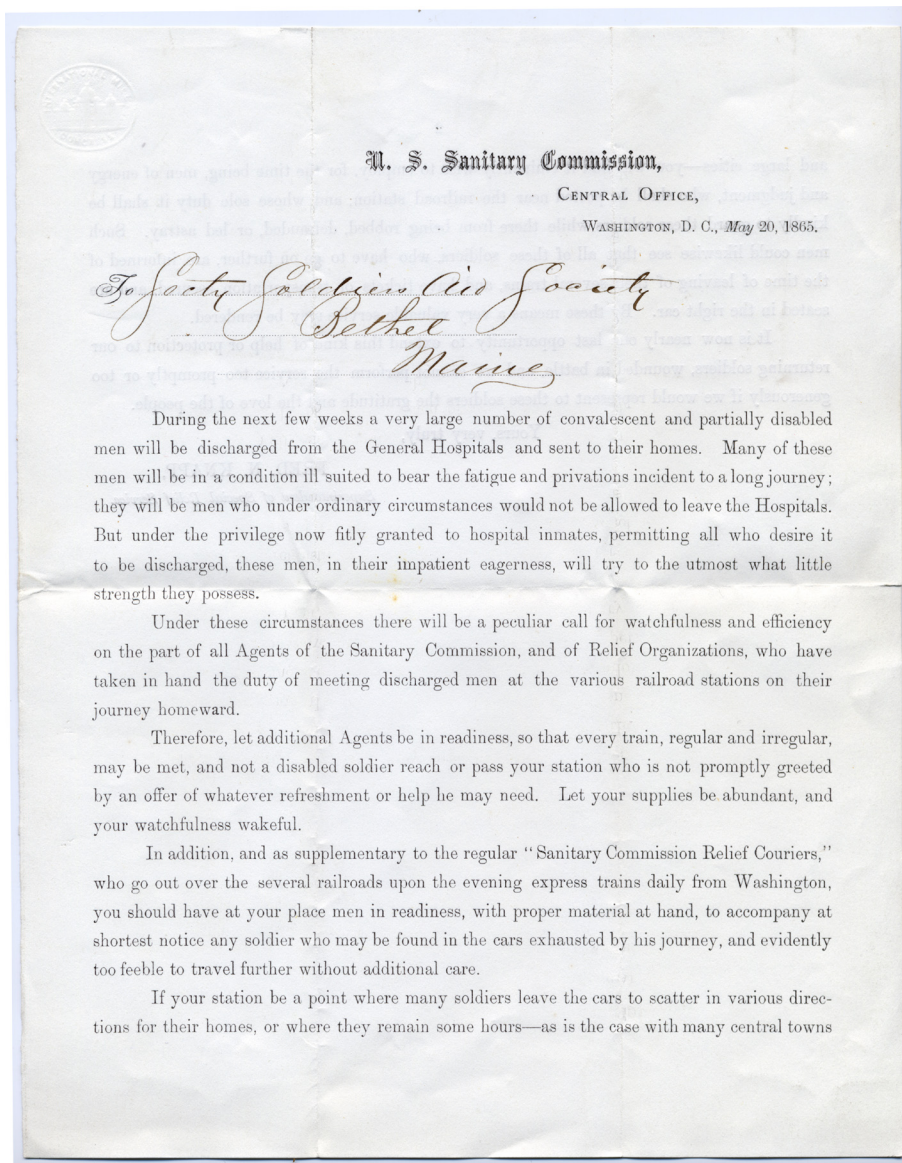 U. S. Sanitary Commission,
CENTRAL OFFICE,
WASHINGTON, D. C., May 20, 1865.
To Secty Soldiers Aid Society
Bethel
Maine
During the next few weeks a very large number of convalescent and partially disabled
men will be discharged from the General Hospitals and sent to their homes. Many of these
men will be in a condition ill suited to bear the fatigue and privations incident to a long journey;
they will be men who under ordinary circumstances would not be allowed to leave the Hospitals.
But under the privilege now fitly granted to hospital inmates, permitting all who desire it
to be discharged, these men, in their impatient eagerness, will try to the utmost what little
strength they possess.
Under these circumstances there will be a peculiar call for watchfulness and efficiency
on the part of all Agents of the Sanitary Commission, and of Relief Organizations, who have
taken in hand the duty of meeting discharged men at the various railroad stations on their
journey homeward.
Therefore, let additional Agents be in readiness, so that every train, regular and irregular,
may be met, and not a disabled soldier reach or pass your station who is not promptly greeted
by an offer of whatever refreshment or help he may need. Let your supplies be abundant, and
your watchfulness wakeful.
In addition, and as supplementary to the regular "Sanitary Commission Relief Couriers,"
who go out over the several railroads upon the evening express trains daily from Washington,
you should have at your place men in readiness, with proper material at hand, to accompany at
shortest notice any soldier who may be found in the cars exhausted by his journey, and evidently
too feeble to travel further without additional care.
If your station be a point where many soldiers leave the cars to scatter in various direc-
tions for their homes, or where they remain some hours—as is the case with many central towns